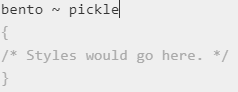 bento ~ pickle
{
/* Styles would go here. */
}